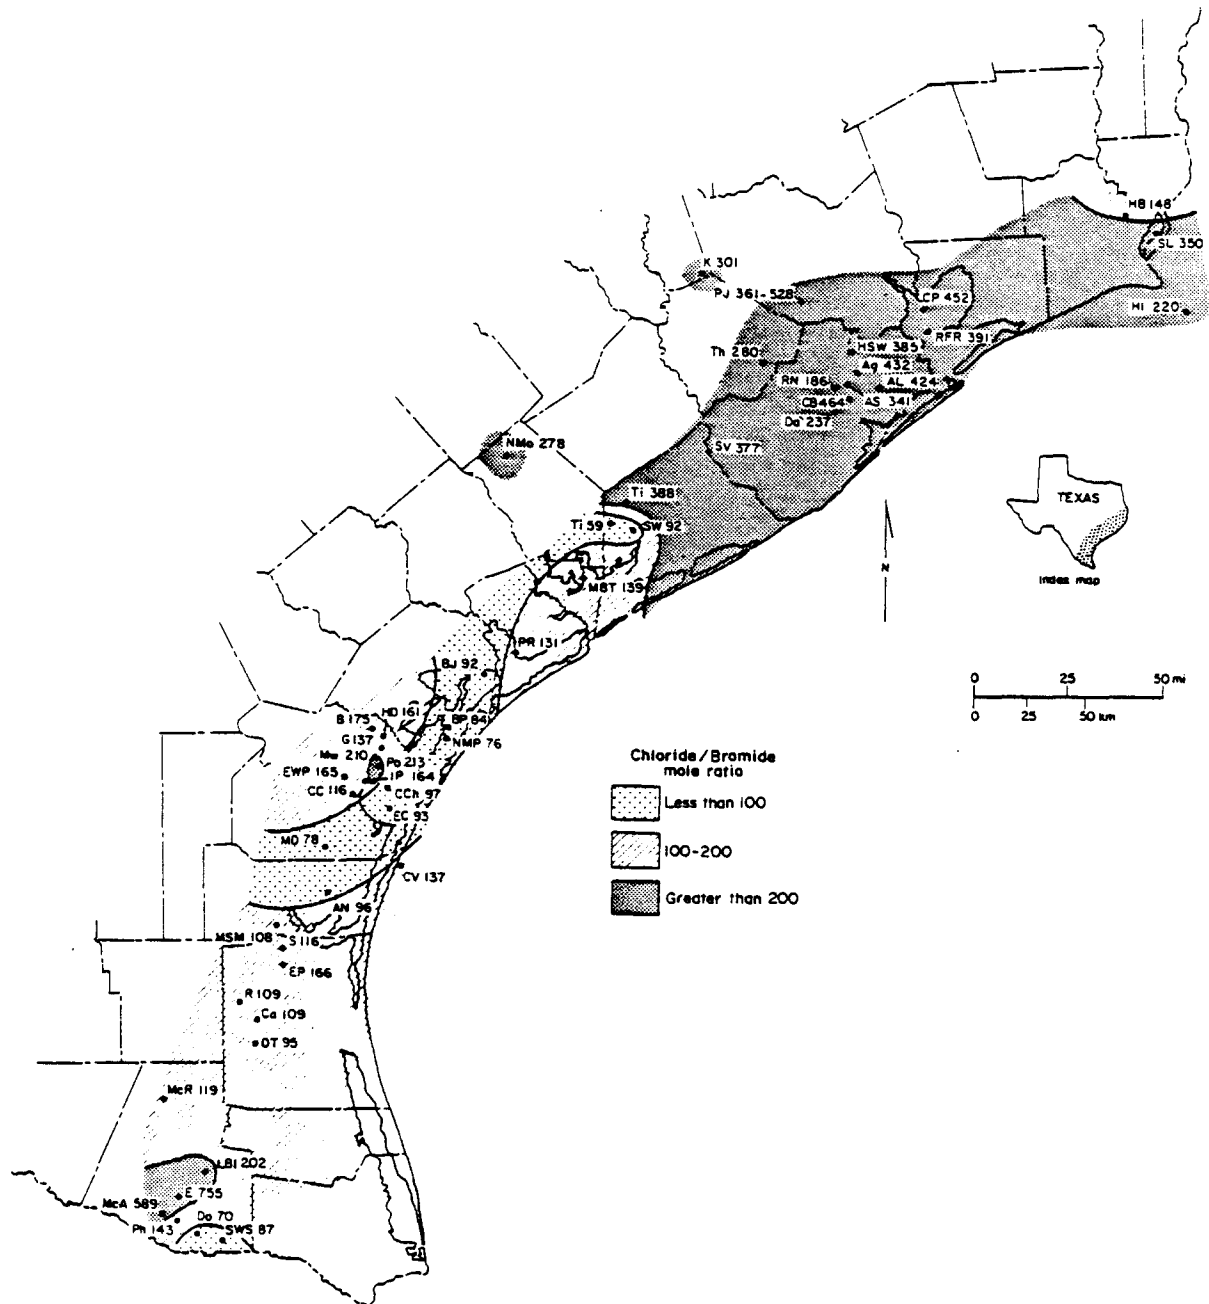 HB 148
SL 350
K 301
PJ 361-528
CP 452
HI 220
RFR 391
HSW 385
Th 280
Ag 432
RN 186
AL 424
CB464
AS 341
Da 237
NMa 278
SV 377
TEXAS
Index map
Ti 388
Ti 59
SW 92
N
MBT 139
PR 131
BJ 92
0 25 50 mi
0 25 50 km
HD 161
B 175
BP 84
G 137
NMP 76
Mw 210
Po 213
EWP 165
IP 164
CC 116
CCh 97
EC 93
MO 78
CV 137
AN 96
Chloride/Bromide
mole ratio
Less than 100
100-200
Greater than 200
MSM 108
S 116
EP 166
R 109
Ca 109
OT 95
McR 119
LBI 202
E 755
McA 589
Do 70
Ph 143
SWS 87